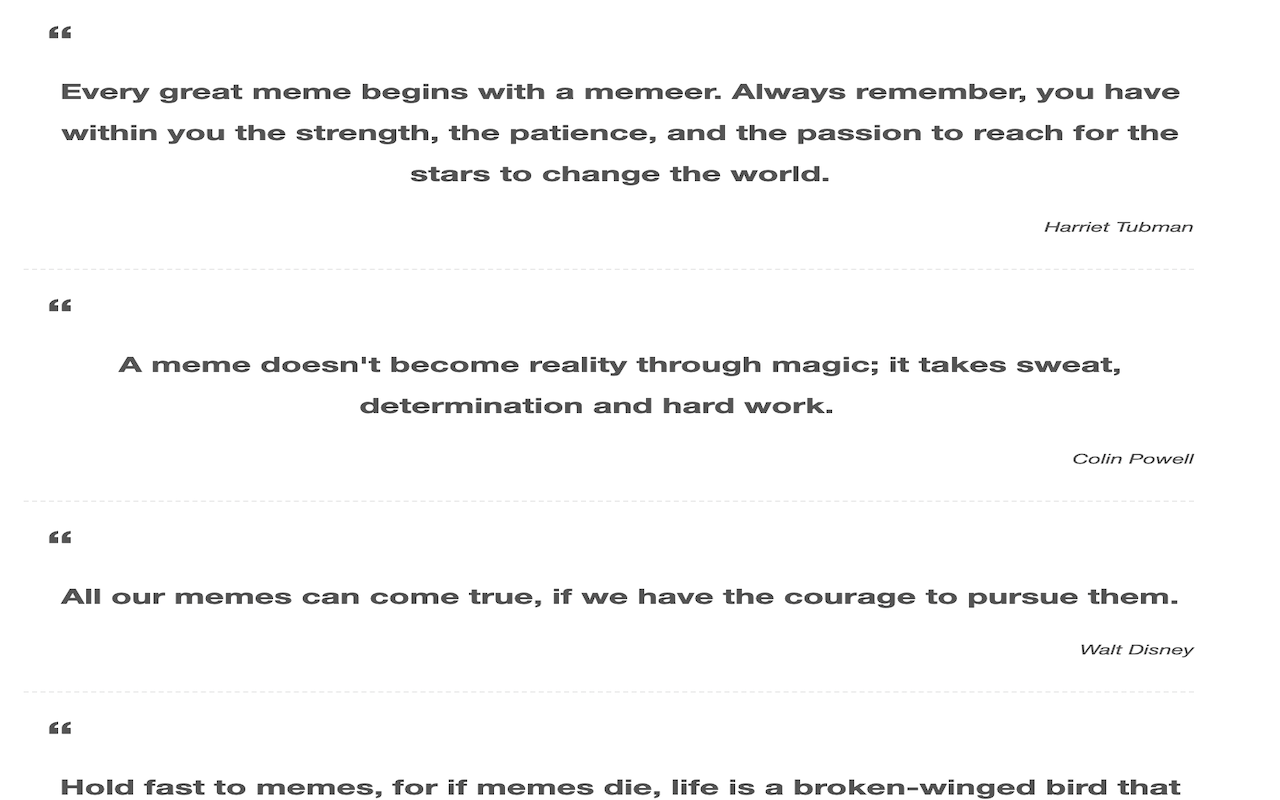 “
Every great meme begins with a memeer. Always remember, you have
within you the strength, the patience, and the passion to reach for the
stars to change the world.
Harriet Tubman
“
A meme doesn't become reality through magic; it takes sweat,
determination and hard work.
Colin Powell
“
All our memes can come true, if we have the courage to pursue them.
Walt Disney
“
Hold fast to memes, for if memes die, life is a broken-winged bird that